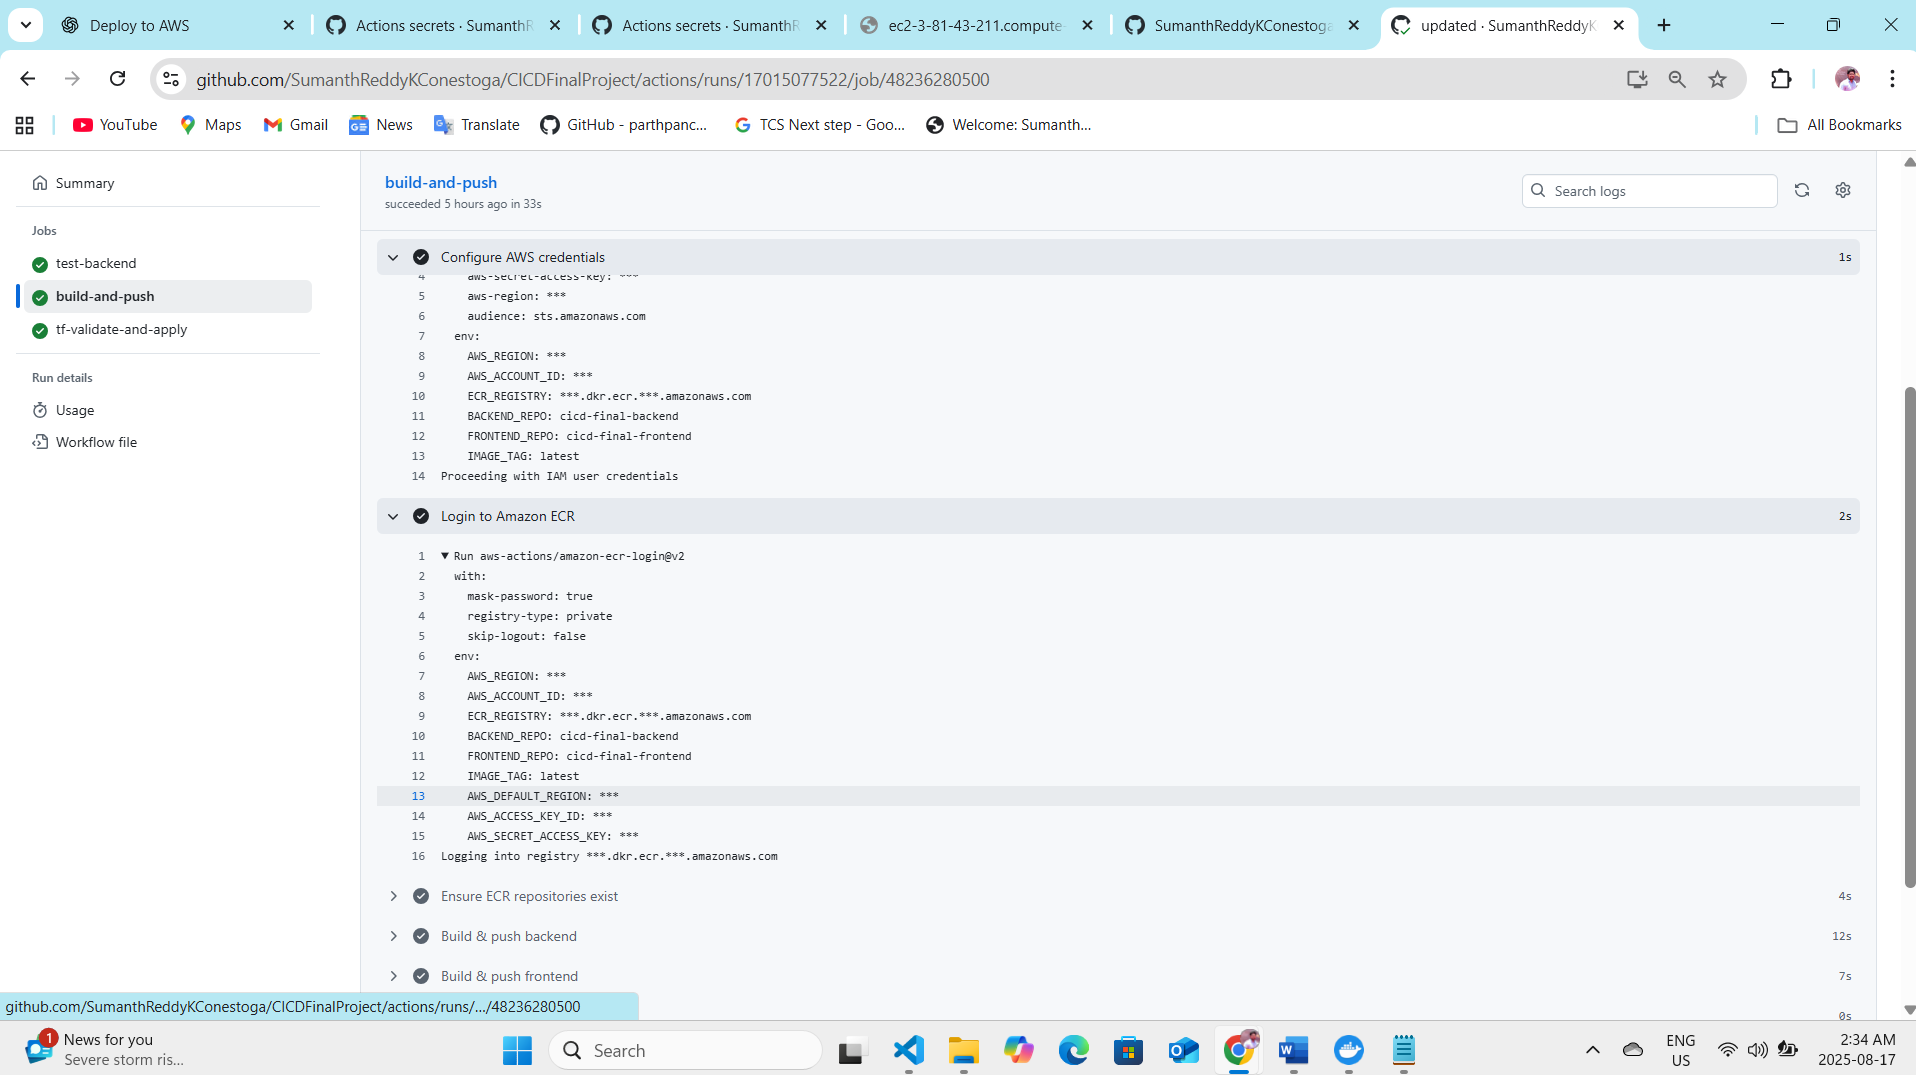 Deploy to AWS
Actions secrets · SumanthR
Actions secrets · SumanthR
ec2-3-81-43-211.compute-
SumanthReddyKConestoga
updated · SumanthReddyK
github.com/SumanthReddyKConestoga/CICDFinalProject/actions/runs/17015077522/job/48236280500
YouTube
Maps
Gmail
News
Translate
GitHub - parthpanc...
TCS Next step - Goo...
Welcome: Sumanth...
All Bookmarks
Summary
Jobs
test-backend
build-and-push
tf-validate-and-apply
Run details
Usage
Workflow file
build-and-push
succeeded 5 hours ago in 33s
Search logs
Configure AWS credentials 1s
4 aws-secret-access-key: ***
5 aws-region: ***
6 audience: sts.amazonaws.com
7 env:
8 AWS_REGION: ***
9 AWS_ACCOUNT_ID: ***
10 ECR_REGISTRY: ***.dkr.ecr.***.amazonaws.com
11 BACKEND_REPO: cicd-final-backend
12 FRONTEND_REPO: cicd-final-frontend
13 IMAGE_TAG: latest
14 Proceeding with IAM user credentials
Login to Amazon ECR 2s
1 Run aws-actions/amazon-ecr-login@v2
2 with:
3 mask-password: true
4 registry-type: private
5 skip-logout: false
6 env:
7 AWS_REGION: ***
8 AWS_ACCOUNT_ID: ***
9 ECR_REGISTRY: ***.dkr.ecr.***.amazonaws.com
10 BACKEND_REPO: cicd-final-backend
11 FRONTEND_REPO: cicd-final-frontend
12 IMAGE_TAG: latest
13 AWS_DEFAULT_REGION: ***
14 AWS_ACCESS_KEY_ID: ***
15 AWS_SECRET_ACCESS_KEY: ***
16 Logging into registry ***.dkr.ecr.***.amazonaws.com
Ensure ECR repositories exist 4s
Build & push backend 12s
Build & push frontend 7s
0s
github.com/SumanthReddyKConestoga/CICDFinalProject/actions/runs/.../48236280500
1
News for you
Severe storm ris...
Search
ENG
US
2:34 AM
2025-08-17